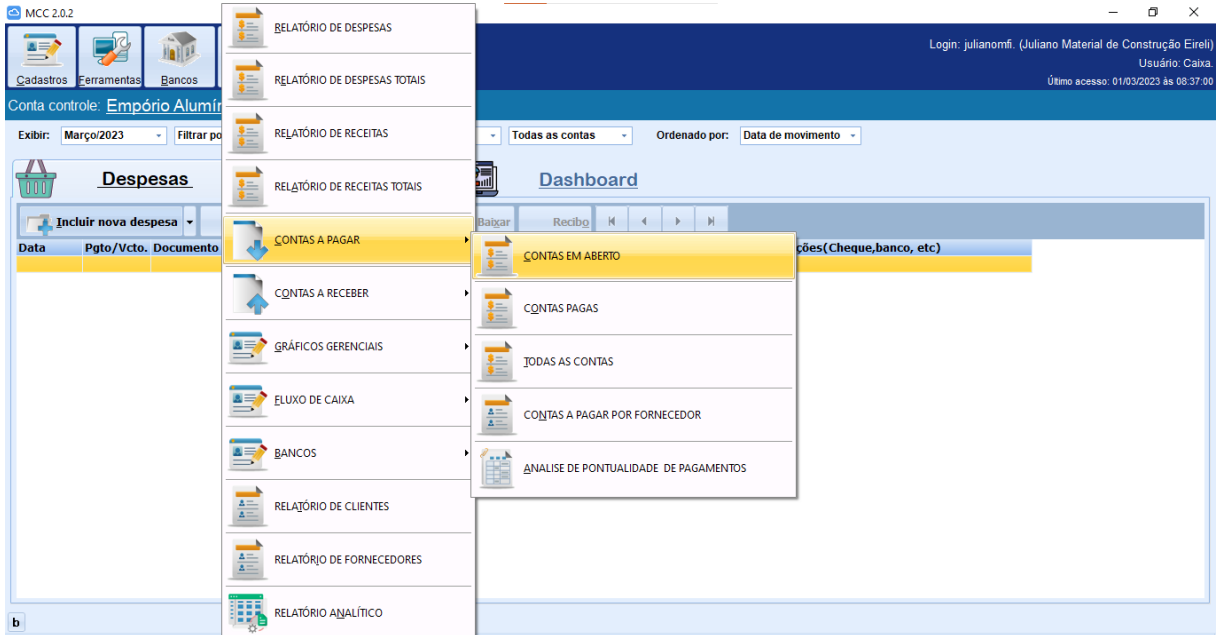 MCC 2.0.2
Cadastros Ferramentas Bancos
Login: julianomfi. (Juliano Material de Construção Eireli)
Usuário: Caixa.
Último acesso: 01/03/2023 às 08:37:00
Conta controle: Empório Alumí
Exibir: Março/2023 Filtrar po Todas as contas Ordenado por: Data de movimento
Despesas Dashboard
Incluir nova despesa Baixar Recibo
Data Pgto/Vcto. Documento ções(Cheque,banco, etc)
RELATÓRIO DE DESPESAS
RELATÓRIO DE DESPESAS TOTAIS
RELATÓRIO DE RECEITAS
RELATÓRIO DE RECEITAS TOTAIS
CONTAS A PAGAR
CONTAS A RECEBER
GRÁFICOS GERENCIAIS
FLUXO DE CAIXA
BANCOS
RELATÓRIO DE CLIENTES
RELATÓRIO DE FORNECEDORES
RELATÓRIO ANALÍTICO
CONTAS EM ABERTO
CONTAS PAGAS
TODAS AS CONTAS
CONTAS A PAGAR POR FORNECEDOR
ANALISE DE PONTUALIDADE DE PAGAMENTOS
b